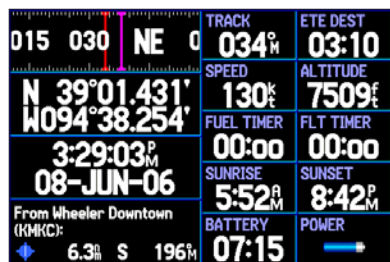 015 030 NE 0
N 39°01.431'
W094°38.254'
3:29:03PM
08-JUN-06
From Wheeler Downtown
(KMKC):
6.3nm S 196°M
TRACK
034°M
ETE DEST
03:10
SPEED
130kt
ALTITUDE
7509ft
FUEL TIMER
00:00
FLT TIMER
00:00
SUNRISE
5:52AM
SUNSET
8:42PM
BATTERY
07:15
POWER